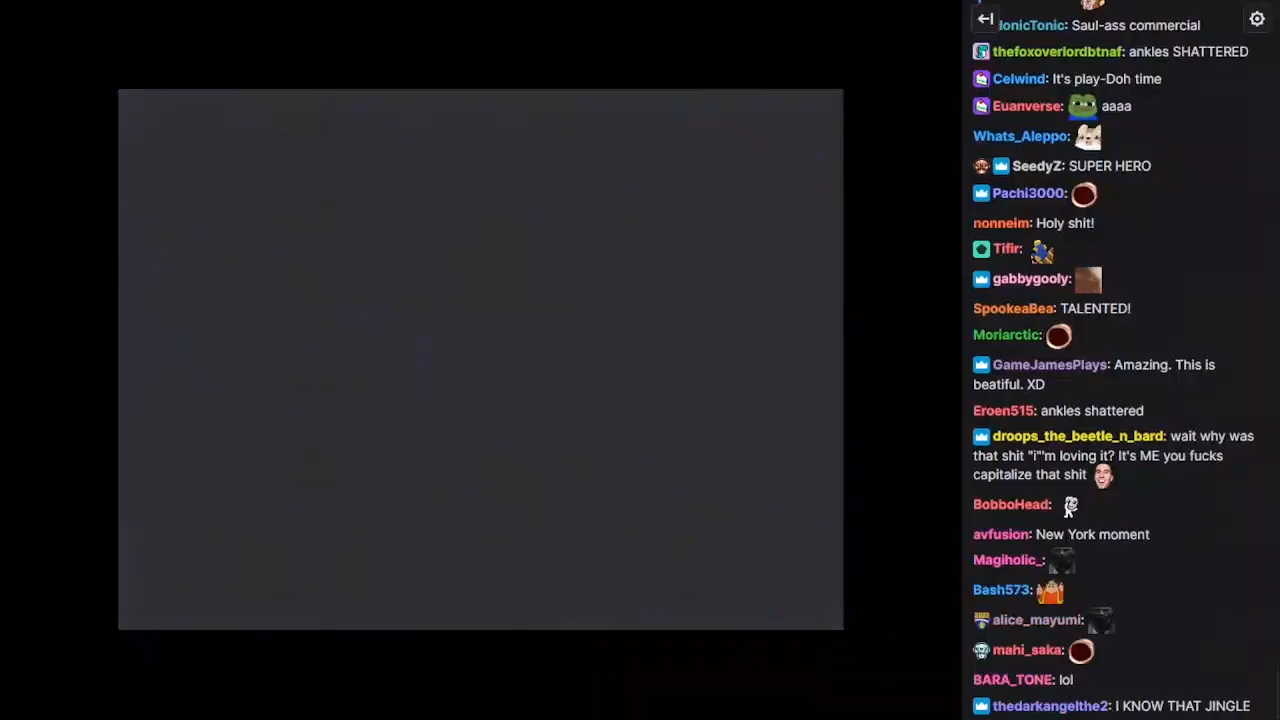 ionicTonic: Saul-ass commercial
thefoxoverlordbtnaf: ankles SHATTERED
Celwind: It's play-Doh time
Euanverse: aaaa
Whats_Aleppo:
SeedyZ: SUPER HERO
Pachi3000:
nonneim: Holy shit!
Tifir:
gabbygooly:
SpookeaBea: TALENTED!
Moriarctic:
GameJamesPlays: Amazing. This is
beatiful. XD
Eroen515: ankles shattered
droops_the_beetle_n_bard: wait why was
that shit "i"'m loving it? It's ME you fucks
capitalize that shit
BobboHead:
avfusion: New York moment
Magiholic_:
Bash573:
alice_mayumi:
mahi_saka:
BARA_TONE: lol
thedarkangelthe2: I KNOW THAT JINGLE